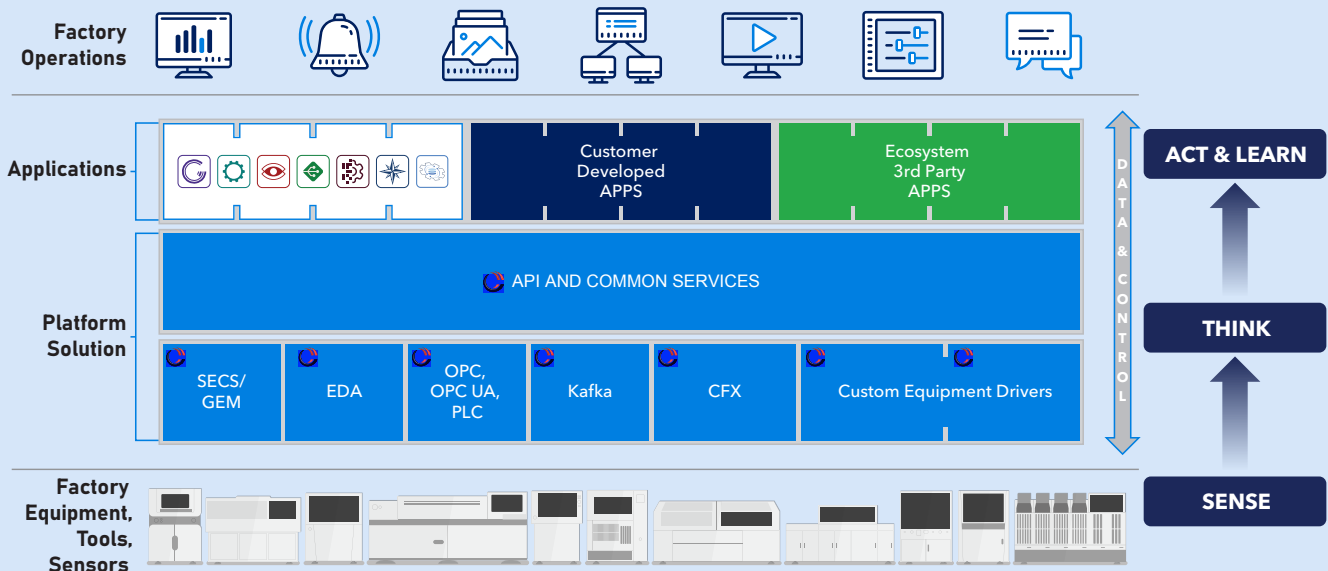 Factory
Operations
Applications
Customer
Developed
APPS
Ecosystem
3rd Party
APPS
DATA & CONTROL
ACT & LEARN
Platform
Solution
API AND COMMON SERVICES
THINK
SECS/
GEM
EDA
OPC,
OPC UA,
PLC
Kafka
CFX
Custom Equipment Drivers
Factory
Equipment,
Tools,
Sensors
SENSE